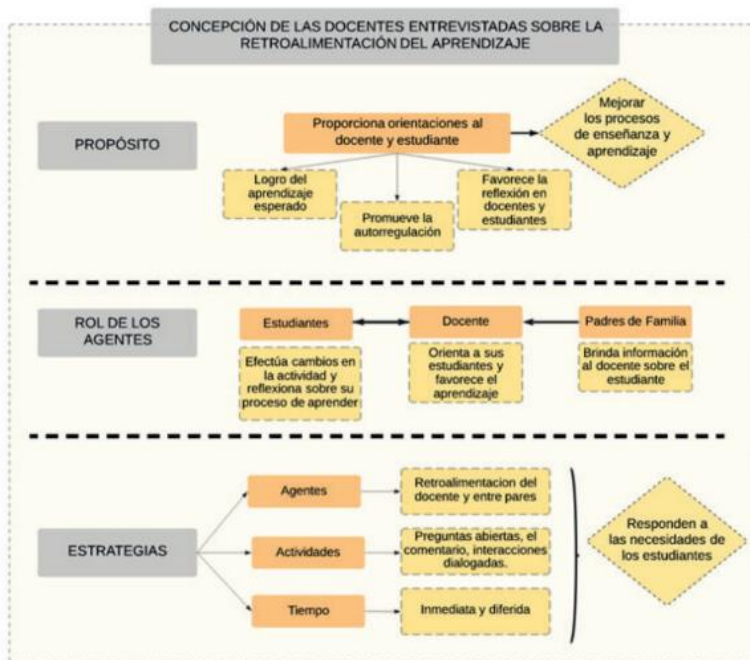 CONCEPCIÓN DE LAS DOCENTES ENTREVISTADAS SOBRE LA
RETROALIMENTACIÓN DEL APRENDIZAJE
PROPÓSITO
Proporciona orientaciones al
docente y estudiante
Mejorar
los procesos
de enseñanza y
aprendizaje
Logro del
aprendizaje
esperado
Promueve la
autorregulación
Favorece la
reflexión en
docentes y
estudiantes
ROL DE LOS
AGENTES
Estudiantes
Docente
Padres de Familia
Efectúa cambios en
la actividad y
reflexiona sobre su
proceso de aprender
Orienta a sus
estudiantes y
favorece el
aprendizaje
Brinda información
al docente sobre el
estudiante
ESTRATEGIAS
Agentes
Retroalimentacion del
docente y entre pares
Actividades
Preguntas abiertas, el
comentario, interacciones
dialogadas.
Tiempo
Inmediata y diferida
Responden a
las necesidades de
los estudiantes